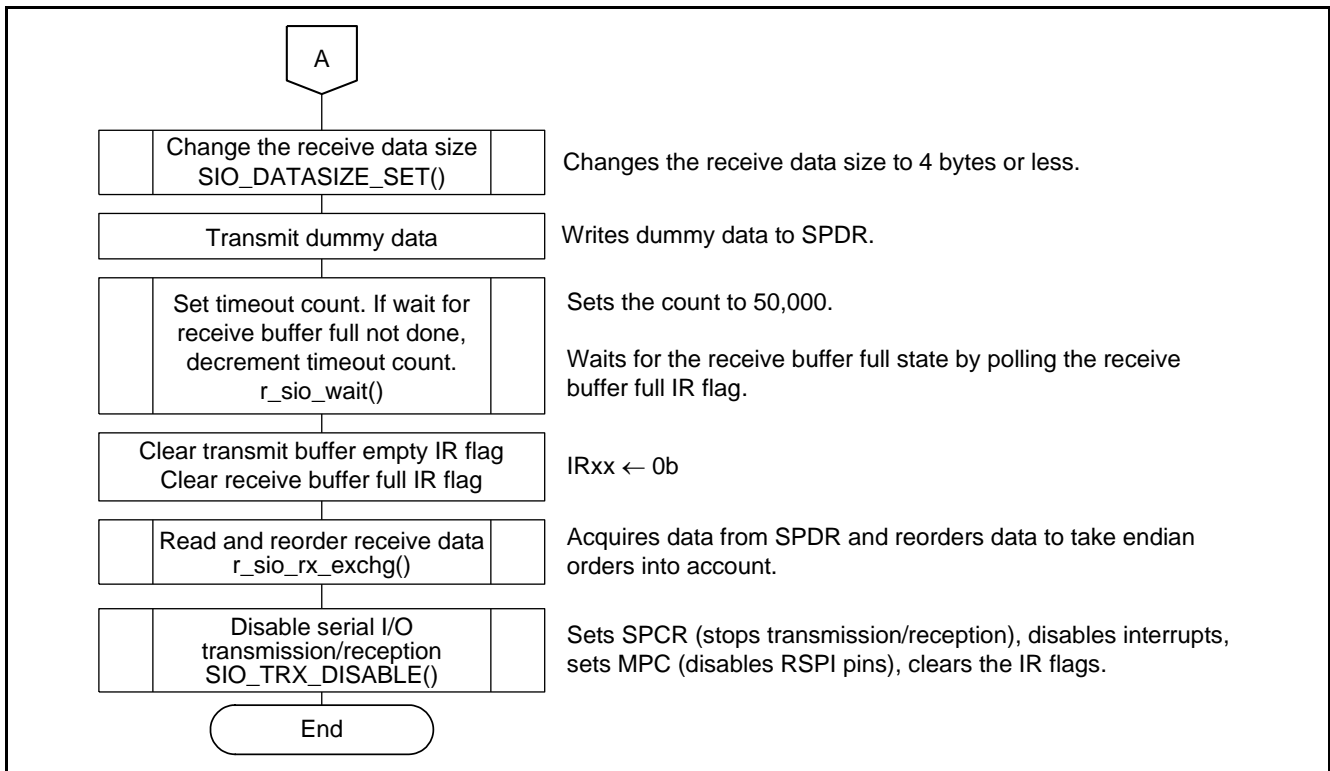 A
Change the receive data size
SIO_DATASIZE_SET()
Changes the receive data size to 4 bytes or less.
Transmit dummy data
Writes dummy data to SPDR.
Set timeout count. If wait for
receive buffer full not done,
decrement timeout count.
r_sio_wait()
Sets the count to 50,000.
Waits for the receive buffer full state by polling the receive
buffer full IR flag.
Clear transmit buffer empty IR flag
Clear receive buffer full IR flag
IRxx ← 0b
Read and reorder receive data
r_sio_rx_exchg()
Acquires data from SPDR and reorders data to take endian
orders into account.
Disable serial I/O
transmission/reception
SIO_TRX_DISABLE()
Sets SPCR (stops transmission/reception), disables interrupts,
sets MPC (disables RSPI pins), clears the IR flags.
End